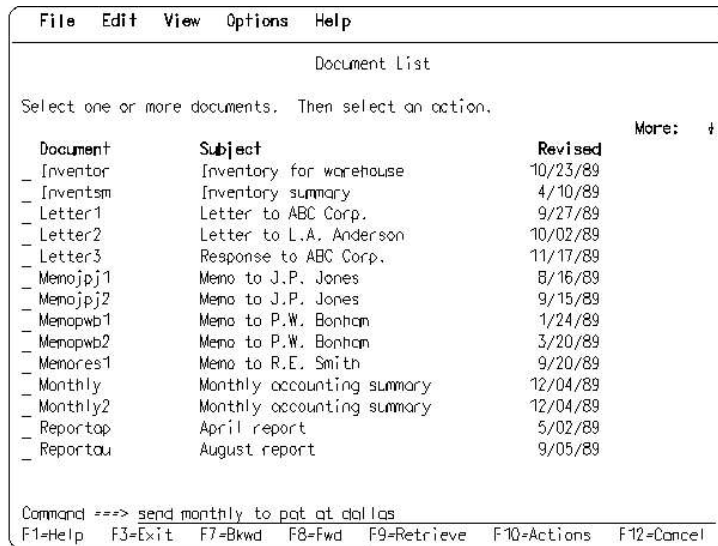 File Edit View Options Help
Document List
Select one or more documents. Then select an action.
More: ↓
Document Subject Revised
_ Inventor Inventory for warehouse 10/23/89
_ Inventsm Inventory summary 4/10/89
_ Letter1 Letter to ABC Corp. 9/27/89
_ Letter2 Letter to L.A. Anderson 10/02/89
_ Letter3 Response to ABC Corp. 11/17/89
_ Memojpj1 Memo to J.P. Jones 8/16/89
_ Memojpj2 Memo to J.P. Jones 9/15/89
_ Memopwb1 Memo to P.W. Bonham 1/24/89
_ Memopwb2 Memo to P.W. Bonham 3/20/89
_ Memores1 Memo to R.E. Smith 9/20/89
_ Monthly Monthly accounting summary 12/04/89
_ Monthly2 Monthly accounting summary 12/04/89
_ Reportap April report 5/02/89
_ Reportau August report 9/05/89
Command ===> send monthly to pat at dallas
F1=Help F3=Exit F7=Bkwd F8=Fwd F9=Retrieve F10=Actions F12=Cancel